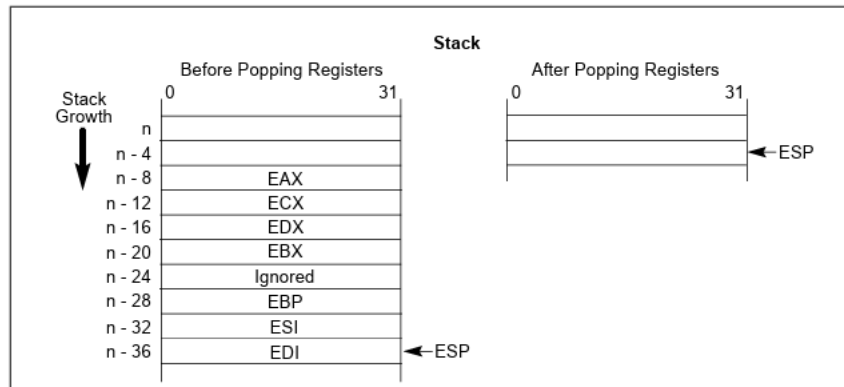 Stack
Before Popping Registers
After Popping Registers
0 31
0 31
Stack
Growth
n
n - 4
ESP
n - 8 EAX
n - 12 ECX
n - 16 EDX
n - 20 EBX
n - 24 Ignored
n - 28 EBP
n - 32 ESI
n - 36 EDI ESP